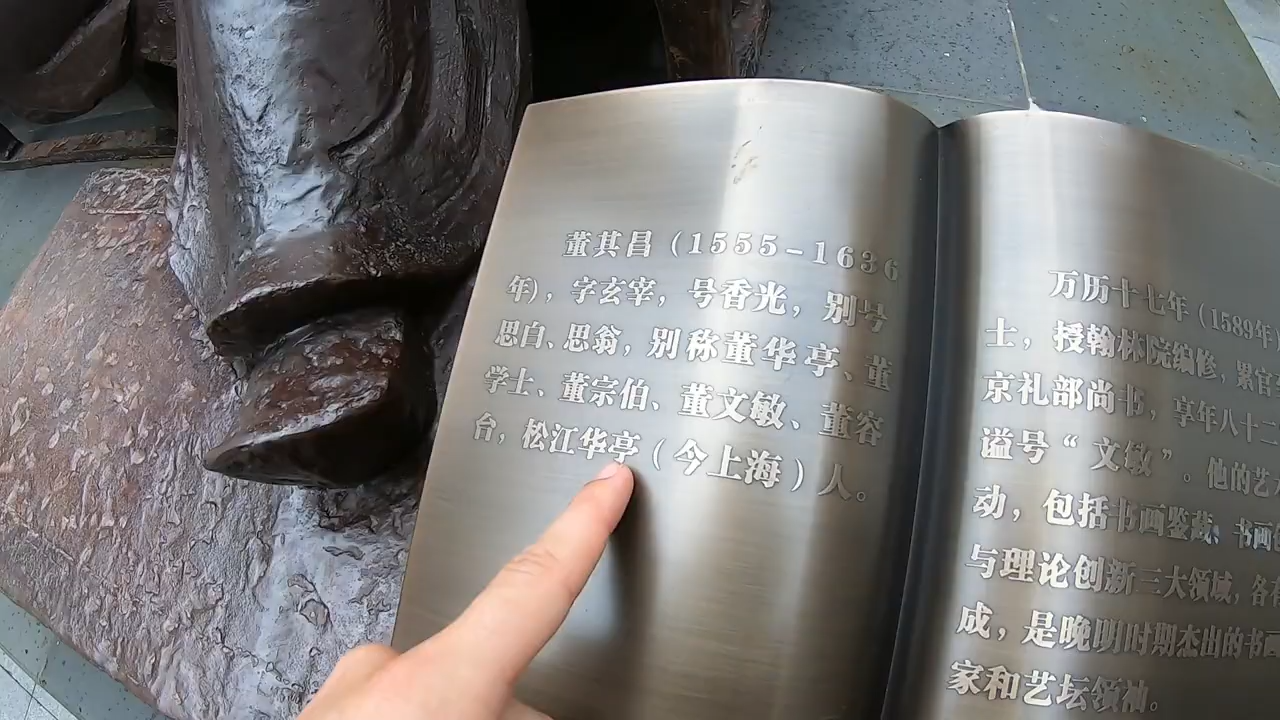 董其昌（1555-1636
年），字玄宰，号香光，别号
思白、思翁，别称董华亭、董
学士、董宗伯、董文敏、董容
台，松江华亭（今上海）人。
万历十七年（1589年）
士，授翰林院编修，累官
京礼部尚书，享年八十二
谥号“文敏”。他的艺
动，包括书画鉴藏、书画
与理论创新三大领域，各
成，是晚明时期杰出的书画
家和艺坛领袖。